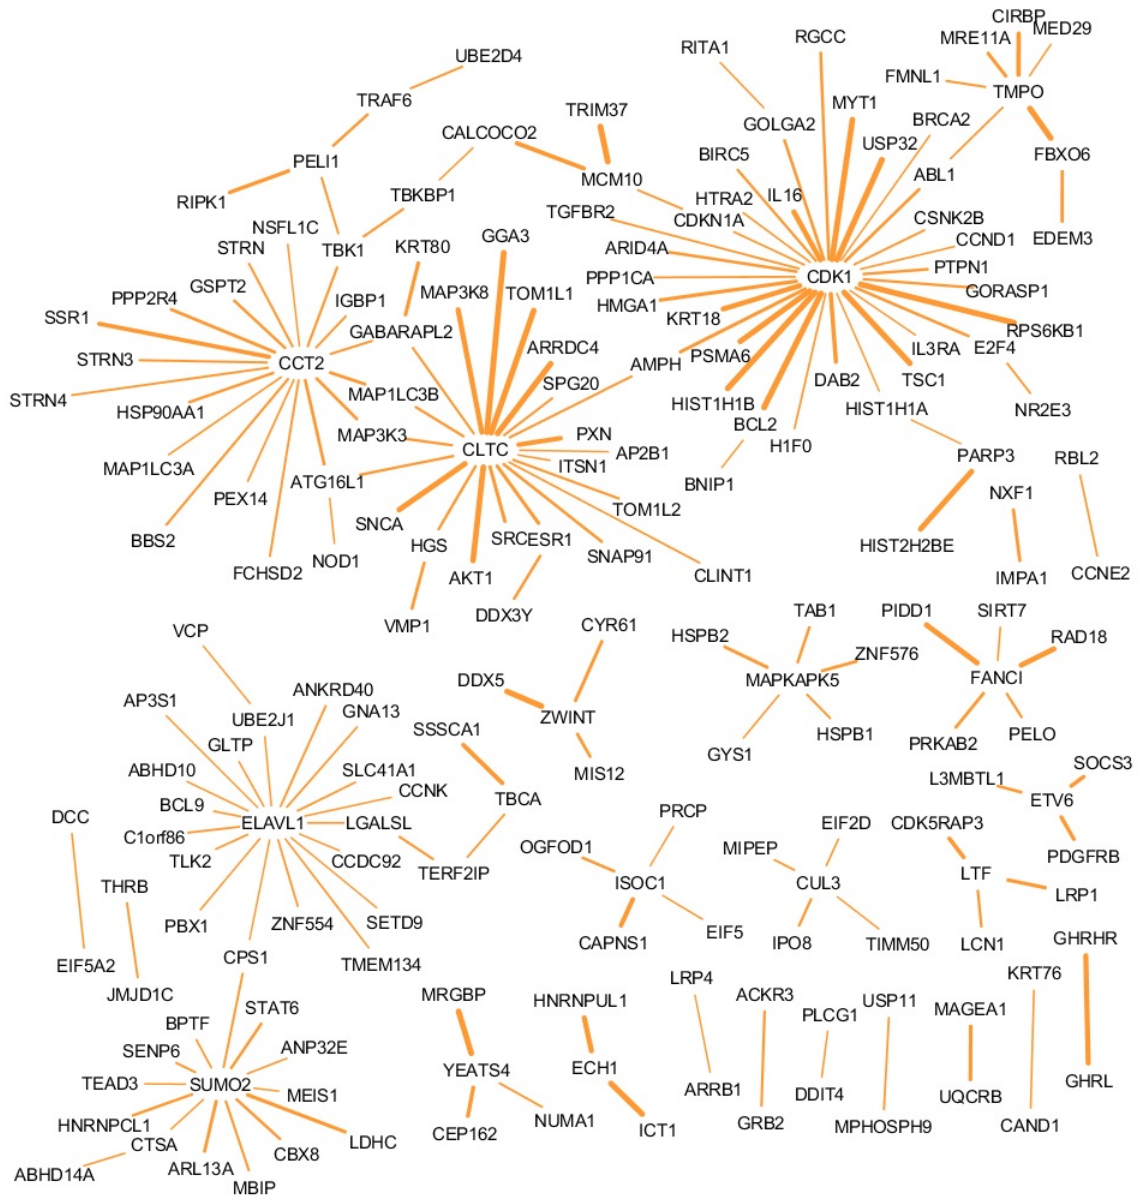 CIRBP
MRE11A
MED29
RGCC
RITA1
UBE2D4
FMNL1
TMPO
TRAF6
MYT1
TRIM37
BRCA2
GOLGA2
CALCOCO2
USP32
BIRC5
FBXO6
PELI1
ABL1
MCM10
TBKBP1
RIPK1
HTRA2
IL16
TGFBR2
CDKN1A
CSNK2B
NSFL1C
GGA3
CCND1
EDEM3
STRN
TBK1
KRT80
ARID4A
PTPN1
CDK1
PPP1CA
GSPT2
MAP3K8
TOM1L1
GORASP1
PPP2R4
IGBP1
HMGA1
SSR1
KRT18
RPS6KB1
GABARAPL2
ARRDC4
IL3RA
E2F4
PSMA6
STRN3
CCT2
AMPH
SPG20
DAB2
TSC1
STRN4
MAP1LC3B
HIST1H1B
HIST1H1A
NR2E3
HSP90AA1
BCL2
MAP3K3
PXN
H1F0
CLTC
AP2B1
PARP3
RBL2
MAP1LC3A
ITSN1
ATG16L1
BNIP1
NXF1
PEX14
TOM1L2
SNCA
BBS2
HGS
SRC
ESR1
HIST2H2BE
SNAP91
NOD1
FCHSD2
AKT1
CLINT1
IMPA1
CCNE2
VMP1
DDX3Y
TAB1
PIDD1
SIRT7
VCP
CYR61
HSPB2
RAD18
ZNF576
DDX5
MAPKAPK5
FANCI
ANKRD40
AP3S1
GNA13
UBE2J1
ZWINT
SSSCA1
HSPB1
PELO
GLTP
GYS1
PRKAB2
SOCS3
ABHD10
SLC41A1
MIS12
L3MBTL1
CCNK
TBCA
ETV6
BCL9
PRCP
DCC
ELAVL1
LGALSL
EIF2D
CDK5RAP3
C1orf86
OGFOD1
MIPEP
PDGFRB
TLK2
CCDC92
TERF2IP
LTF
THRB
ISOC1
CUL3
LRP1
PBX1
ZNF554
SETD9
EIF5
CAPNS1
IPO8
TIMM50
LCN1
GHRHR
CPS1
EIF5A2
TMEM134
KRT76
LRP4
JMJD1C
MRGBP
HNRNPUL1
ACKR3
USP11
STAT6
MAGEA1
PLCG1
BPTF
SENP6
ANP32E
YEATS4
ECH1
TEAD3
SUMO2
GHRL
MEIS1
ARRB1
DDIT4
UQCRB
HNRNPCL1
NUMA1
GRB2
MPHOSPH9
CAND1
CEP162
ICT1
CTSA
LDHC
CBX8
ABHD14A
ARL13A
MBIP